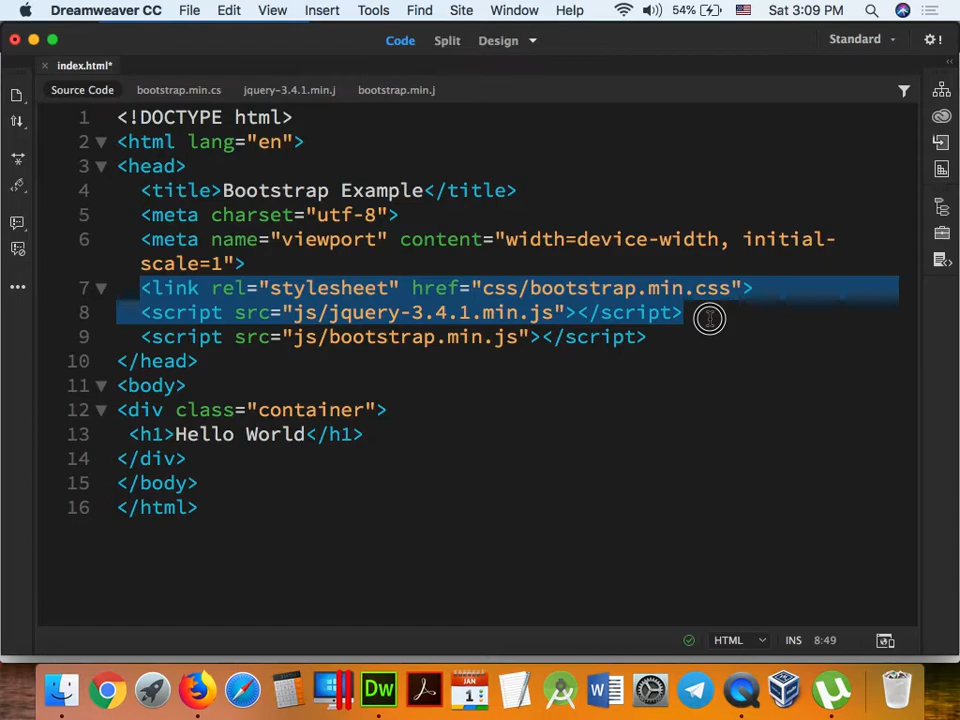 Dreamweaver CC File Edit View Insert Tools Find Site Window Help 54% Sat 3:09 PM
Code Split Design Standard
index.html*
Source Code bootstrap.min.cs jquery-3.4.1.min.j bootstrap.min.j
1 <!DOCTYPE html>
2 <html lang="en">
3 <head>
4 <title>Bootstrap Example</title>
5 <meta charset="utf-8">
6 <meta name="viewport" content="width=device-width, initial-
scale=1">
7 <link rel="stylesheet" href="css/bootstrap.min.css">
8 <script src="js/jquery-3.4.1.min.js"></script>
9 <script src="js/bootstrap.min.js"></script>
10 </head>
11 <body>
12 <div class="container">
13 <h1>Hello World</h1>
14 </div>
15 </body>
16 </html>
HTML INS 8:49
Dw JAN
1 W